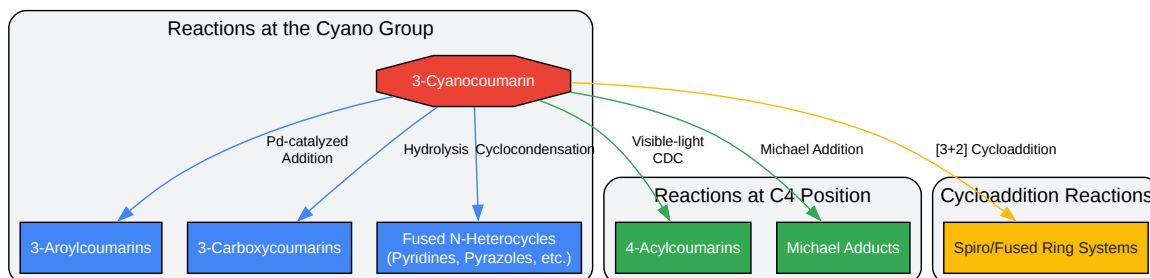 Reactions at the Cyano Group
3-Cyanocoumarin
Pd-catalyzed
Addition
Hydrolysis
Cyclocondensation
Visible-light
CDC
Michael Addition
[3+2] Cycloaddition
Reactions at C4 Position
Cycloaddition Reactions
3-Aroylcoumarins
3-Carboxycoumarins
Fused N-Heterocycles
(Pyridines, Pyrazoles, etc.)
4-Acylcoumarins
Michael Adducts
Spiro/Fused Ring Systems